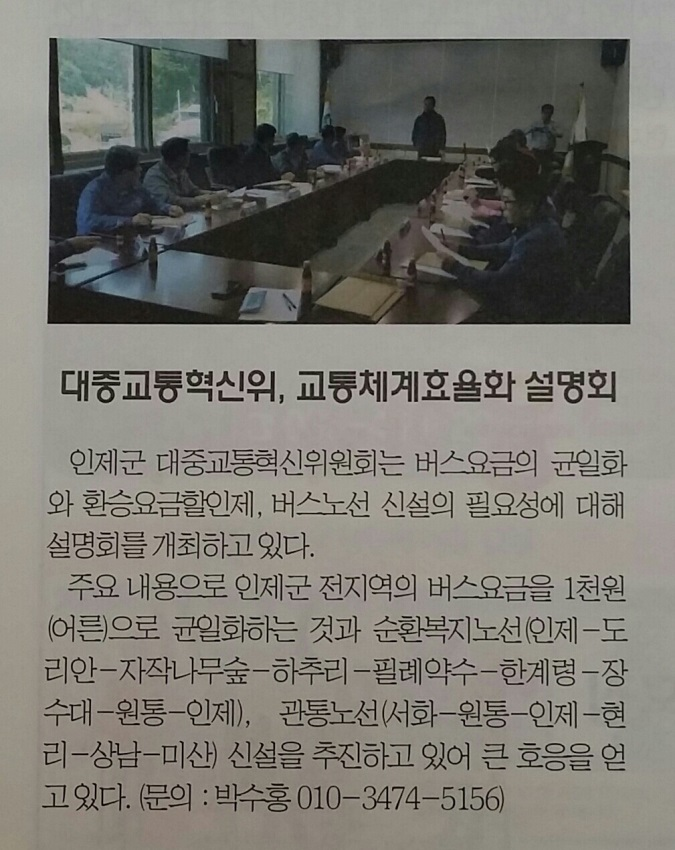 대중교통혁신위, 교통체계효율화 설명회
인제군 대중교통혁신위원회는 버스요금의 균일화
와 환승요금할인제, 버스노선 신설의 필요성에 대해
설명회를 개최하고 있다.
주요 내용으로 인제군 전지역의 버스요금을 1천원
(어른)으로 균일화하는 것과 순환복지노선(인제-도
리안-자작나무숲-하추리-필례약수-한계령-장
수대-원통-인제), 관통노선(서화-원통-인제-현
리-상남-미산) 신설을 추진하고 있어 큰 호응을 얻
고 있다. (문의 : 박수홍 010-3474-5156)